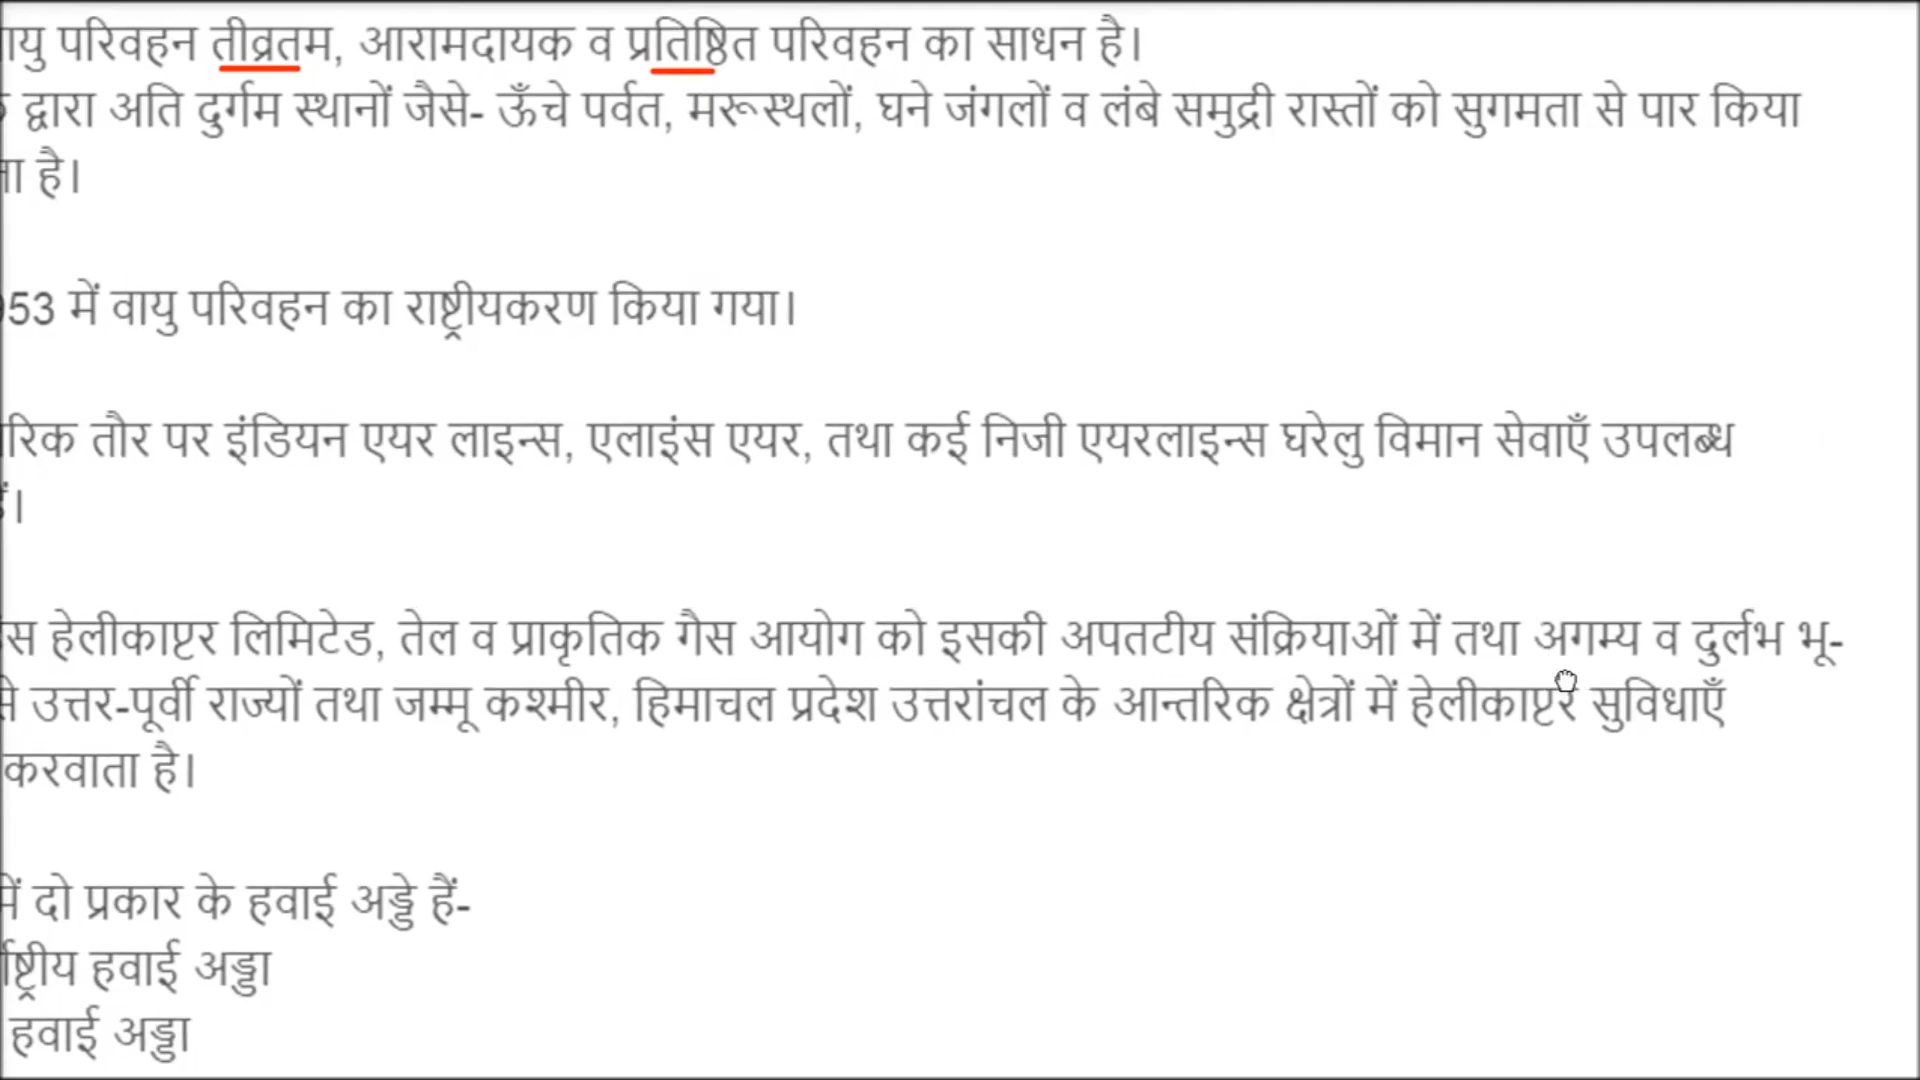 परिवहन तीव्रतम, आरामदायक व प्रतिष्ठित परिवहन का साधन है।
द्वारा अति दुर्गम स्थानों जैसे- ऊँचे पर्वत, मरूस्थलों, घने जंगलों व लंबे समुद्री रास्तों को सुगमता से पार किया
है।
53 में वायु परिवहन का राष्ट्रीयकरण किया गया।
तौर पर इंडियन एयर लाइन्स, एलाइंस एयर, तथा कई निजी एयरलाइन्स घरेलु विमान सेवाएँ उपलब्ध
हेलीकाप्टर लिमिटेड, तेल व प्राकृतिक गैस आयोग को इसकी अपतटीय संक्रियाओं में तथा अगम्य व दुर्लभ भू-
उत्तर-पूर्वी राज्यों तथा जम्मू कश्मीर, हिमाचल प्रदेश उत्तरांचल के आन्तरिक क्षेत्रों में हेलीकाप्टर सुविधाएँ
करवाता है।
में दो प्रकार के हवाई अड्डे हैं-
हवाई अड्डा
हवाई अड्डा